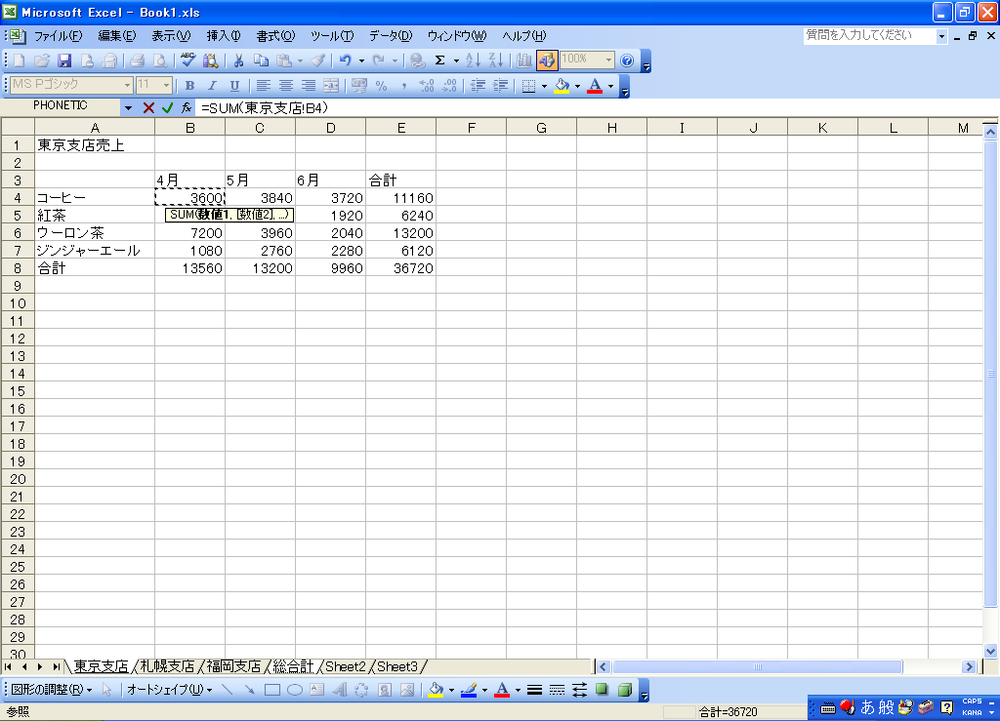 Microsoft Excel - Book1.xls
ファイル(F) 編集(E) 表示(V) 挿入(I) 書式(O) ツール(T) データ(D) ウィンドウ(W) ヘルプ(H) 質問を入力してください
100%
MS Pゴシック 11 B I U
PHONETIC fx =SUM(東京支店!B4)
A B C D E F G H I J K L M
1 東京支店売上
2
3 4月 5月 6月 合計
4 コーヒー 3600 3840 3720 11160
5 紅茶 SUM(数値1, [数値2], ...) 1920 6240
6 ウーロン茶 7200 3960 2040 13200
7 ジンジャーエール 1080 2760 2280 6120
8 合計 13560 13200 9960 36720
9
10
11
12
13
14
15
16
17
18
19
20
21
22
23
24
25
26
27
28
29
30
東京支店 札幌支店 福岡支店 総合計 Sheet2 Sheet3
図形の調整(R) オートシェイプ(U)
参照 合計=36720 あ 般 CAPS KANA